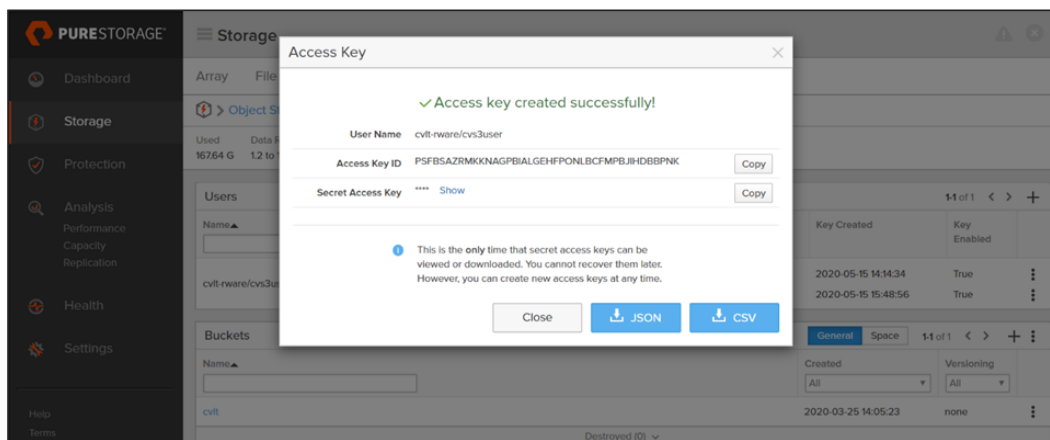 PURESTORAGE®
Dashboard
Storage
Protection
Analysis
Performance
Capacity
Replication
Health
Settings
Help
Terms
Storage
Array File
Object
Used Data
167.64 G 1.2 to
Users
1-1 of 1
Name
Key Created Key Enabled
cvlt-rware/cvs3us
2020-05-15 14:14:34 True
2020-05-15 15:48:56 True
Buckets
General Space 1-1 of 1
Name
Created Versioning
All All
cvlt 2020-03-25 14:05:23 none
Destroyed (0)
Access Key
Access key created successfully!
User Name cvlt-rware/cvs3user
Access Key ID PSFBSAZRMKKNAGPBIALGEHFPONLBCFMPBJIHDBBPNK Copy
Secret Access Key **** Show Copy
This is the only time that secret access keys can be
viewed or downloaded. You cannot recover them later.
However, you can create new access keys at any time.
Close JSON CSV